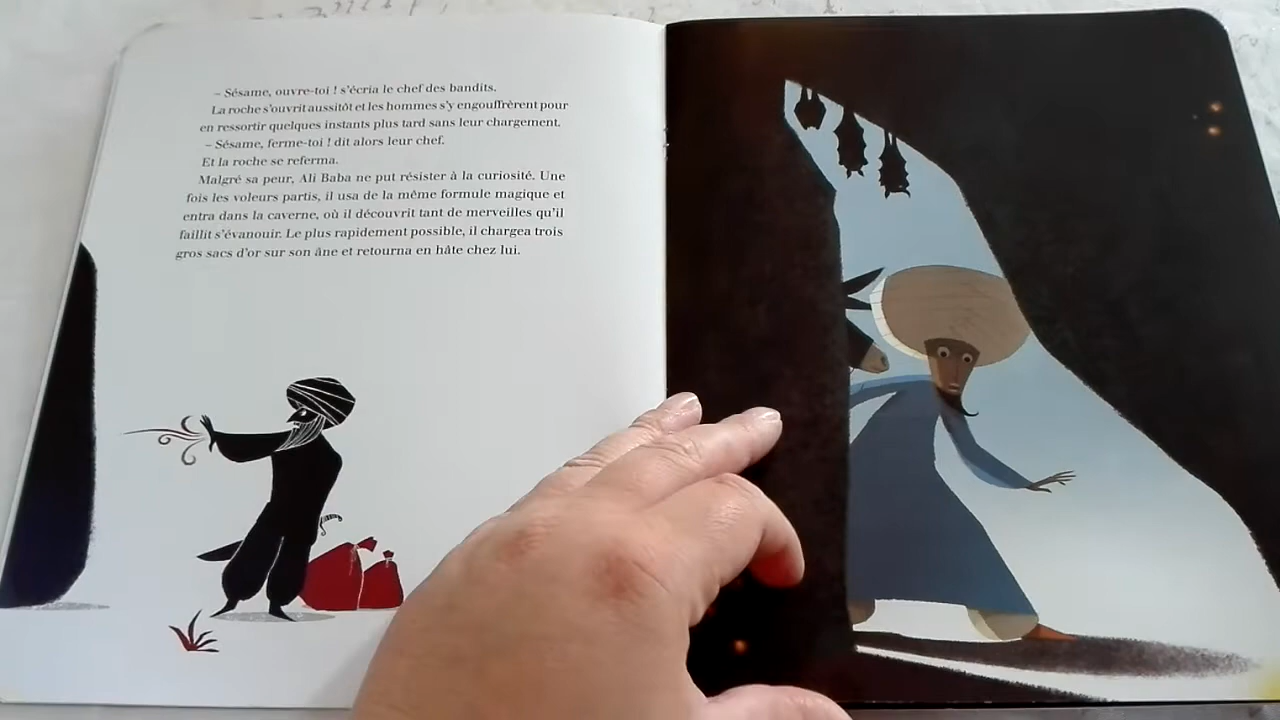 – Sésame, ouvre-toi ! s'écria le chef des bandits.
La roche s'ouvrit aussitôt et les hommes s'y engouffrèrent pour
en ressortir quelques instants plus tard sans leur chargement.
– Sésame, ferme-toi ! dit alors leur chef.
Et la roche se referma.
Malgré sa peur, Ali Baba ne put résister à la curiosité. Une
fois les voleurs partis, il usa de la même formule magique et
entra dans la caverne, où il découvrit tant de merveilles qu'il
faillit s'évanouir. Le plus rapidement possible, il chargea trois
gros sacs d'or sur son âne et retourna en hâte chez lui.